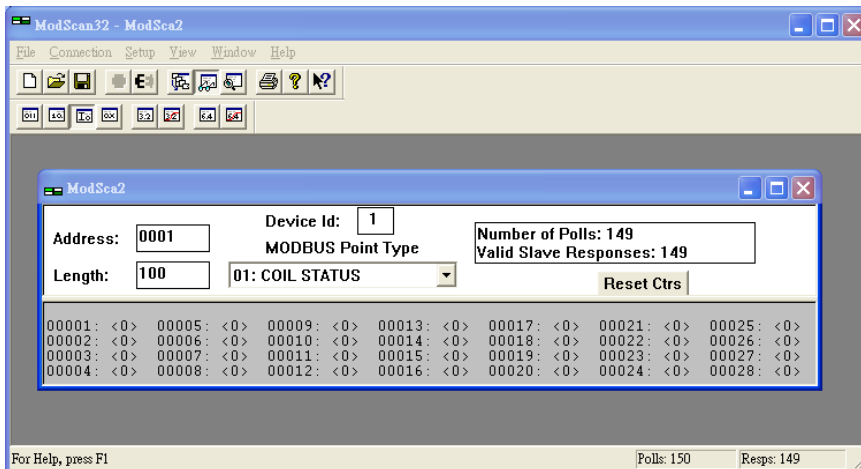 ModScan32 - ModSca2
File Connection Setup View Window Help
ModSca2
Address: 0001
Device Id: 1
MODBUS Point Type
Length: 100
01: COIL STATUS
Number of Polls: 149
Valid Slave Responses: 149
Reset Ctrs
00001: <0> 00005: <0> 00009: <0> 00013: <0> 00017: <0> 00021: <0> 00025: <0>
00002: <0> 00006: <0> 00010: <0> 00014: <0> 00018: <0> 00022: <0> 00026: <0>
00003: <0> 00007: <0> 00011: <0> 00015: <0> 00019: <0> 00023: <0> 00027: <0>
00004: <0> 00008: <0> 00012: <0> 00016: <0> 00020: <0> 00024: <0> 00028: <0>
For Help, press F1
Polls: 150
Resps: 149